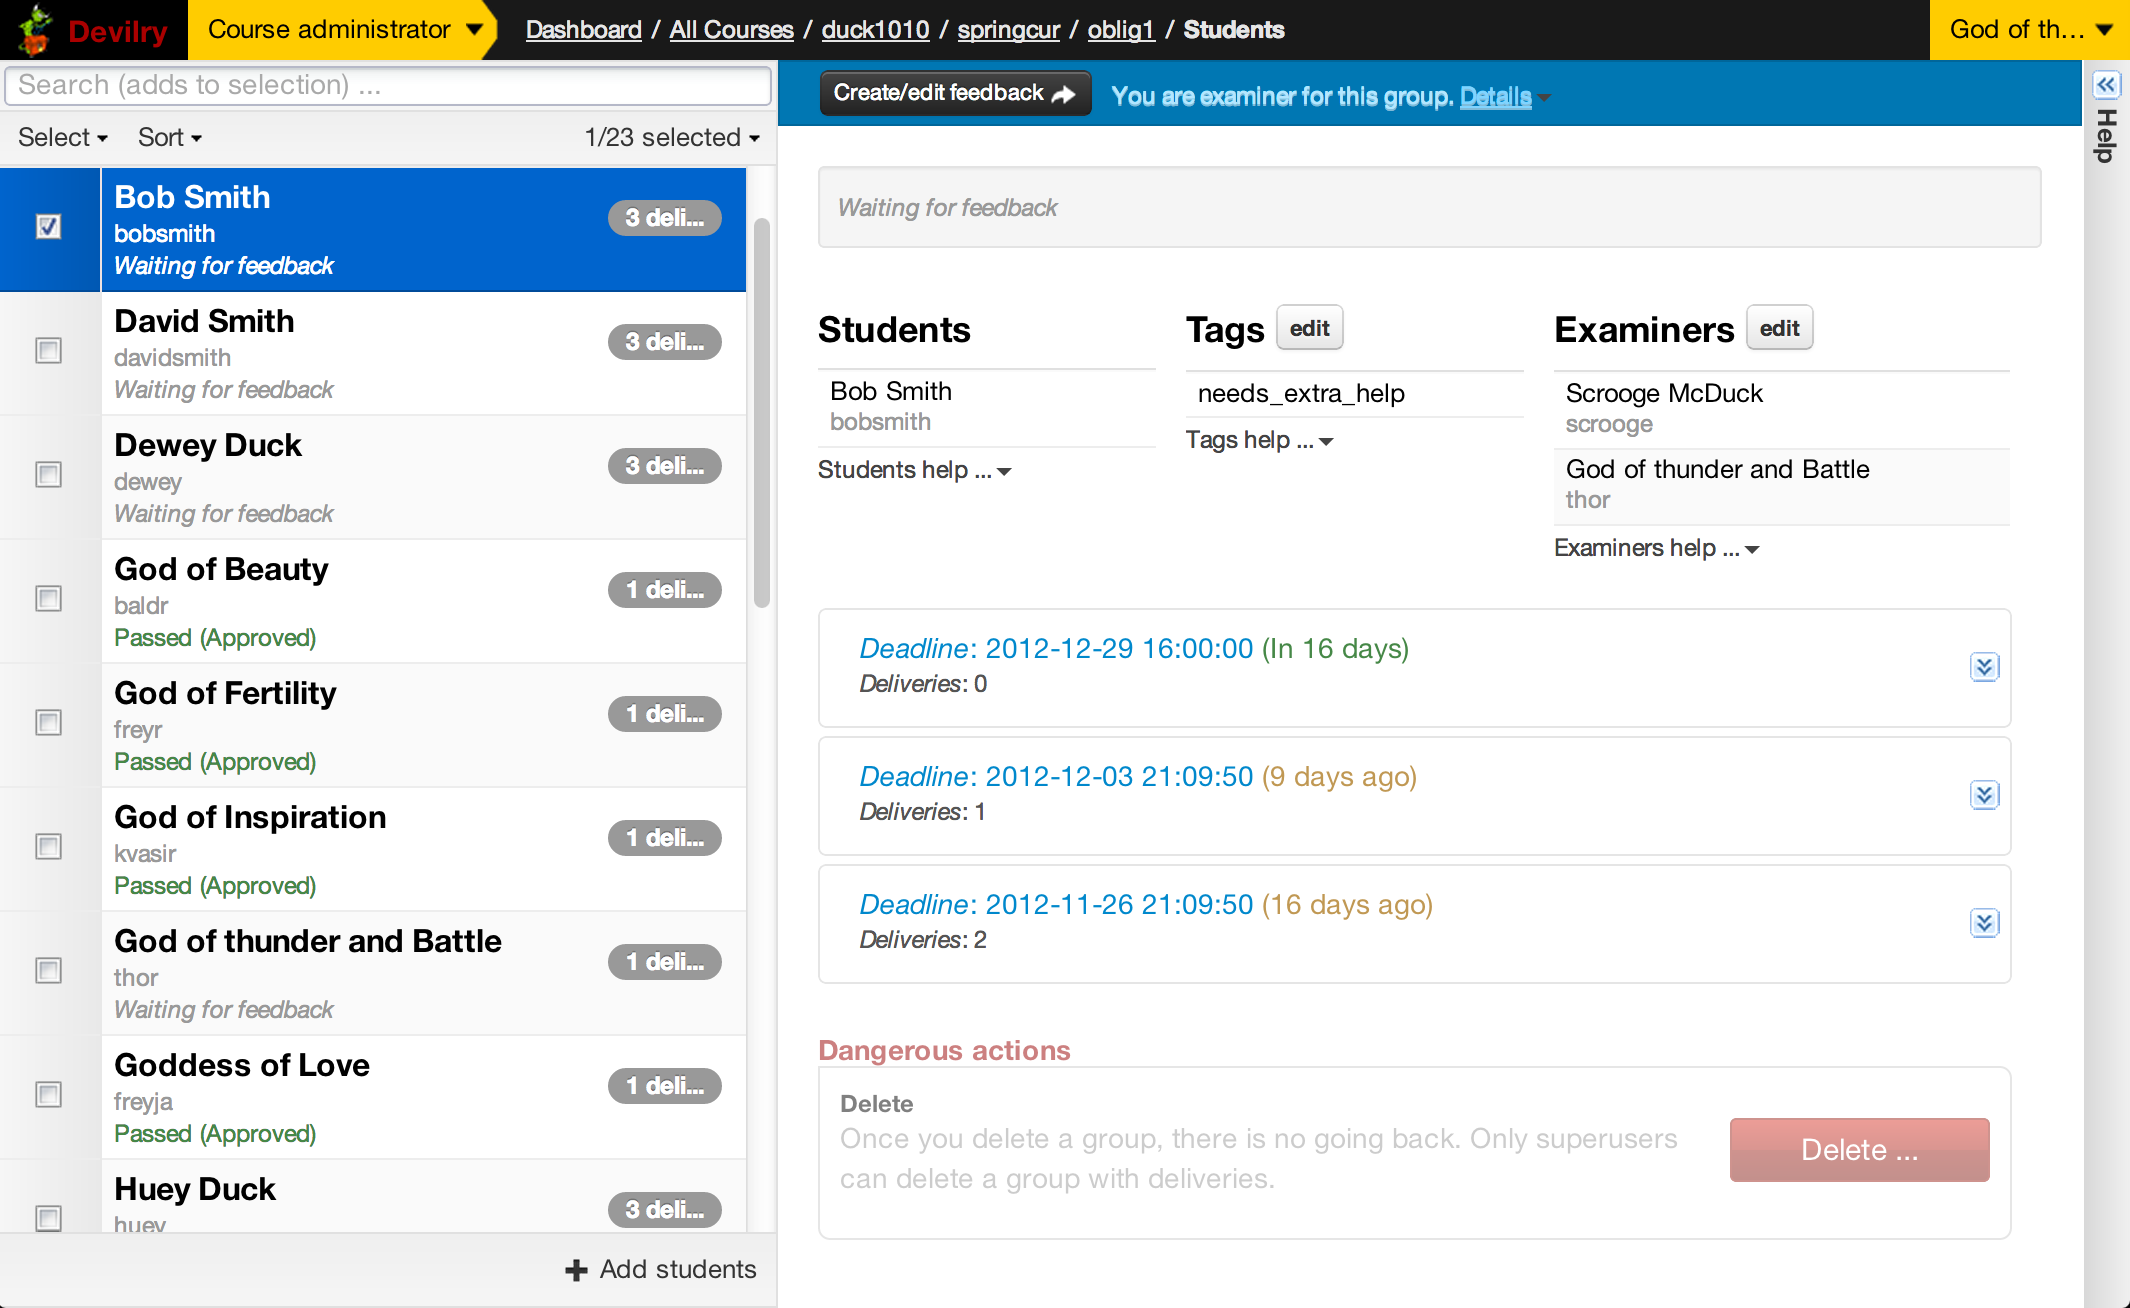 Devilry
Course administrator
Dashboard / All Courses / duck1010 / springcur / oblig1 / Students
God of th...
Search (adds to selection) ...
Select
Sort
1/23 selected
Bob Smith
bobsmith
Waiting for feedback
3 deli...
David Smith
davidsmith
Waiting for feedback
3 deli...
Dewey Duck
dewey
Waiting for feedback
3 deli...
God of Beauty
baldr
Passed (Approved)
1 deli...
God of Fertility
freyr
Passed (Approved)
1 deli...
God of Inspiration
kvasir
Passed (Approved)
1 deli...
God of thunder and Battle
thor
Waiting for feedback
1 deli...
Goddess of Love
freyja
Passed (Approved)
1 deli...
Huey Duck
huey
3 deli...
Add students
Create/edit feedback
You are examiner for this group. Details
Help
Waiting for feedback
Students
Bob Smith
bobsmith
Students help ...
Tags
edit
needs_extra_help
Tags help ...
Examiners
edit
Scrooge McDuck
scrooge
God of thunder and Battle
thor
Examiners help ...
Deadline: 2012-12-29 16:00:00 (In 16 days)
Deliveries: 0
Deadline: 2012-12-03 21:09:50 (9 days ago)
Deliveries: 1
Deadline: 2012-11-26 21:09:50 (16 days ago)
Deliveries: 2
Dangerous actions
Delete
Once you delete a group, there is no going back. Only superusers
can delete a group with deliveries.
Delete ...